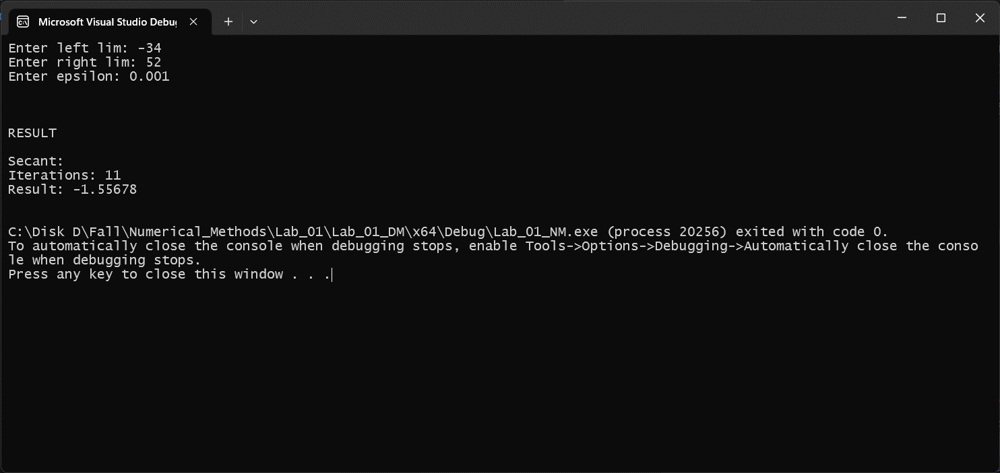 Microsoft Visual Studio Debu
Enter left lim: -34
Enter right lim: 52
Enter epsilon: 0.001
RESULT
Secant:
Iterations: 11
Result: -1.55678
C:\Disk D\Fall\Numerical_Methods\Lab_01\Lab_01_DM\x64\Debug\Lab_01_NM.exe (process 20256) exited with code 0.
To automatically close the console when debugging stops, enable Tools->Options->Debugging->Automatically close the conso
le when debugging stops.
Press any key to close this window . . .